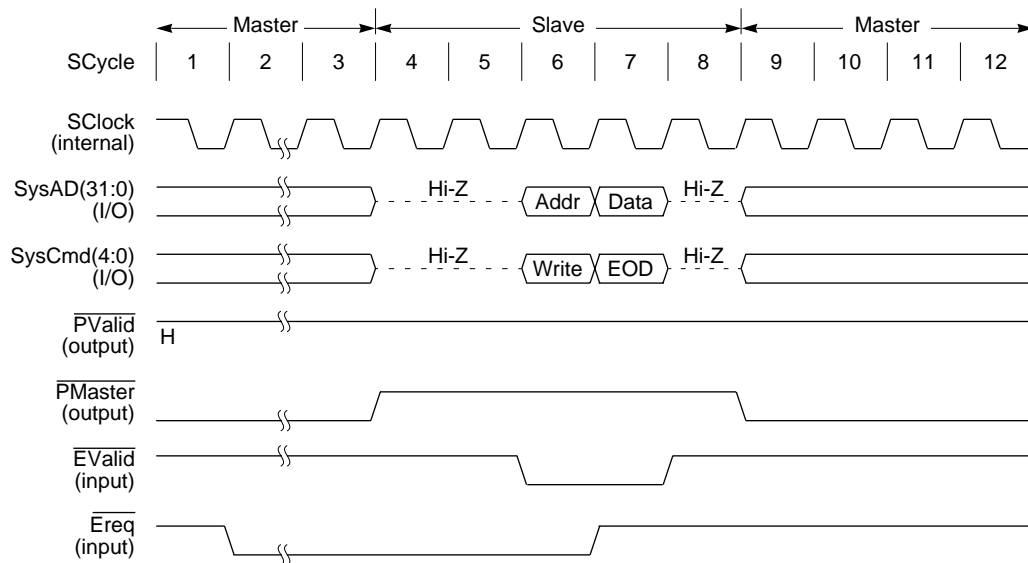 Master Slave Master
SCycle 1 2 3 4 5 6 7 8 9 10 11 12
SClock
(internal)
SysAD(31:0)
(I/O)
Hi-Z Addr Data Hi-Z
SysCmd(4:0)
(I/O)
Hi-Z Write EOD Hi-Z
PValid
(output)
H
PMaster
(output)
EValid
(input)
Ereq
(input)